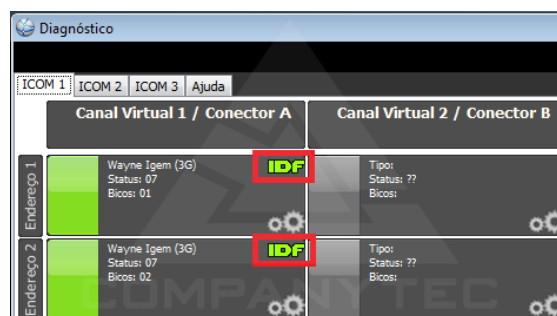 Diagnóstico
ICOM 1 ICOM 2 ICOM 3 Ajuda
Canal Virtual 1 / Conector A Canal Virtual 2 / Conector B
Endereço 1
Wayne Igem (3G) IDF
Status: 07
Bicos: 01
Tipo:
Status: ??
Bicos:
Endereço 2
Wayne Igem (3G) IDF
Status: 07
Bicos: 02
Tipo:
Status: ??
Bicos:
COMPANYTEC